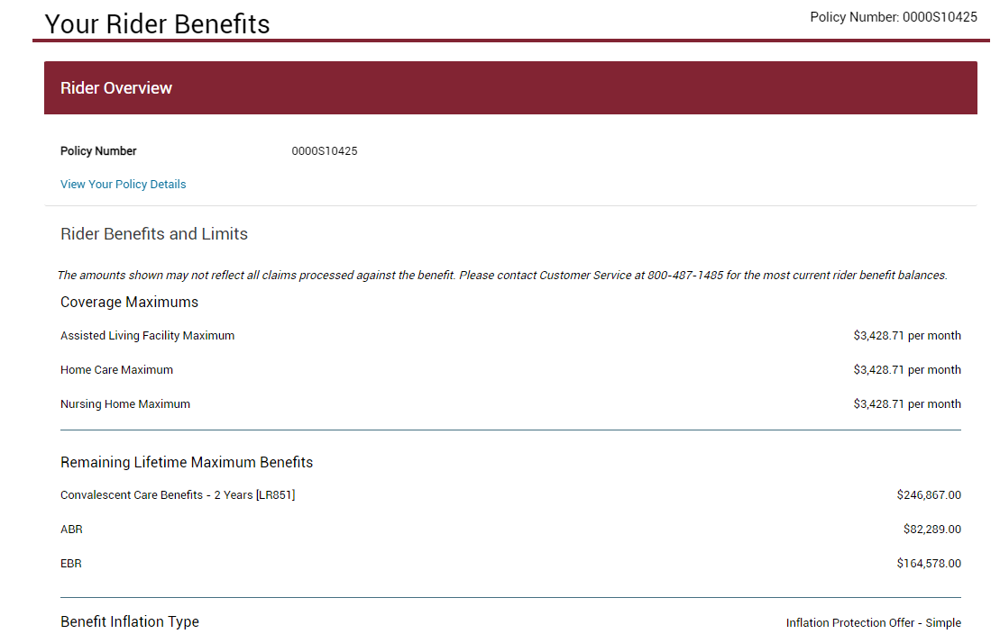 Your Rider Benefits
Policy Number: 0000S10425
Rider Overview
Policy Number 0000S10425
View Your Policy Details
Rider Benefits and Limits
The amounts shown may not reflect all claims processed against the benefit. Please contact Customer Service at 800-487-1485 for the most current rider benefit balances.
Coverage Maximums
Assisted Living Facility Maximum $3,428.71 per month
Home Care Maximum $3,428.71 per month
Nursing Home Maximum $3,428.71 per month
Remaining Lifetime Maximum Benefits
Convalescent Care Benefits - 2 Years [LR851] $246,867.00
ABR $82,289.00
EBR $164,578.00
Benefit Inflation Type Inflation Protection Offer - Simple